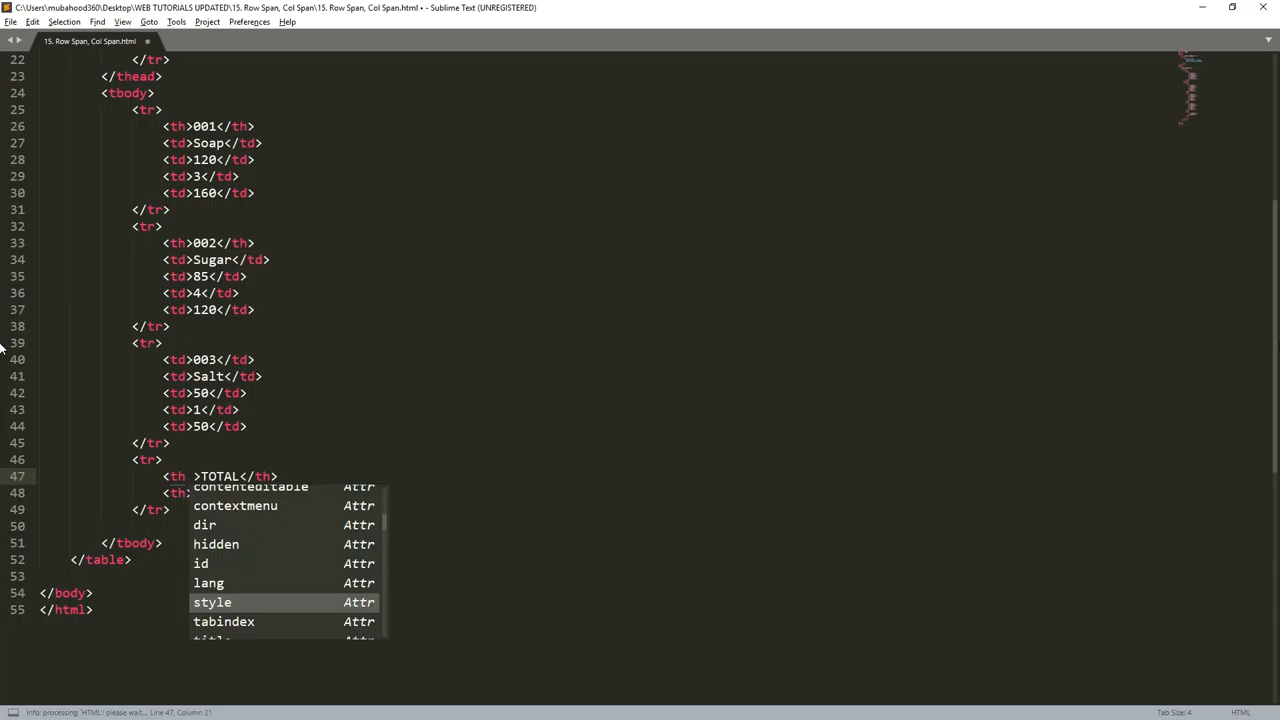 C:\Users\mubahood360\Desktop\WEB TUTORIALS UPDATED\15. Row Span, Col Span\15. Row Span, Col Span.html • - Sublime Text (UNREGISTERED)
File Edit Selection Find View Goto Tools Project Preferences Help
15. Row Span, Col Span.html
22 </tr>
23 </thead>
24 <tbody>
25 <tr>
26 <th>001</th>
27 <td>Soap</td>
28 <td>120</td>
29 <td>3</td>
30 <td>160</td>
31 </tr>
32 <tr>
33 <th>002</th>
34 <td>Sugar</td>
35 <td>85</td>
36 <td>4</td>
37 <td>120</td>
38 </tr>
39 <tr>
40 <td>003</td>
41 <td>Salt</td>
42 <td>50</td>
43 <td>1</td>
44 <td>50</td>
45 </tr>
46 <tr>
47 <th >TOTAL</th>
contenteditable Attr
48 <th>
contextmenu Attr
49 </tr>
dir Attr
50
hidden Attr
51 </tbody>
52 </table>
id Attr
53
lang Attr
54 </body>
style Attr
55 </html>
tabindex Attr
title Attr
Info: processing `HTML`: please wait..., Line 47, Column 21
Tab Size: 4
HTML